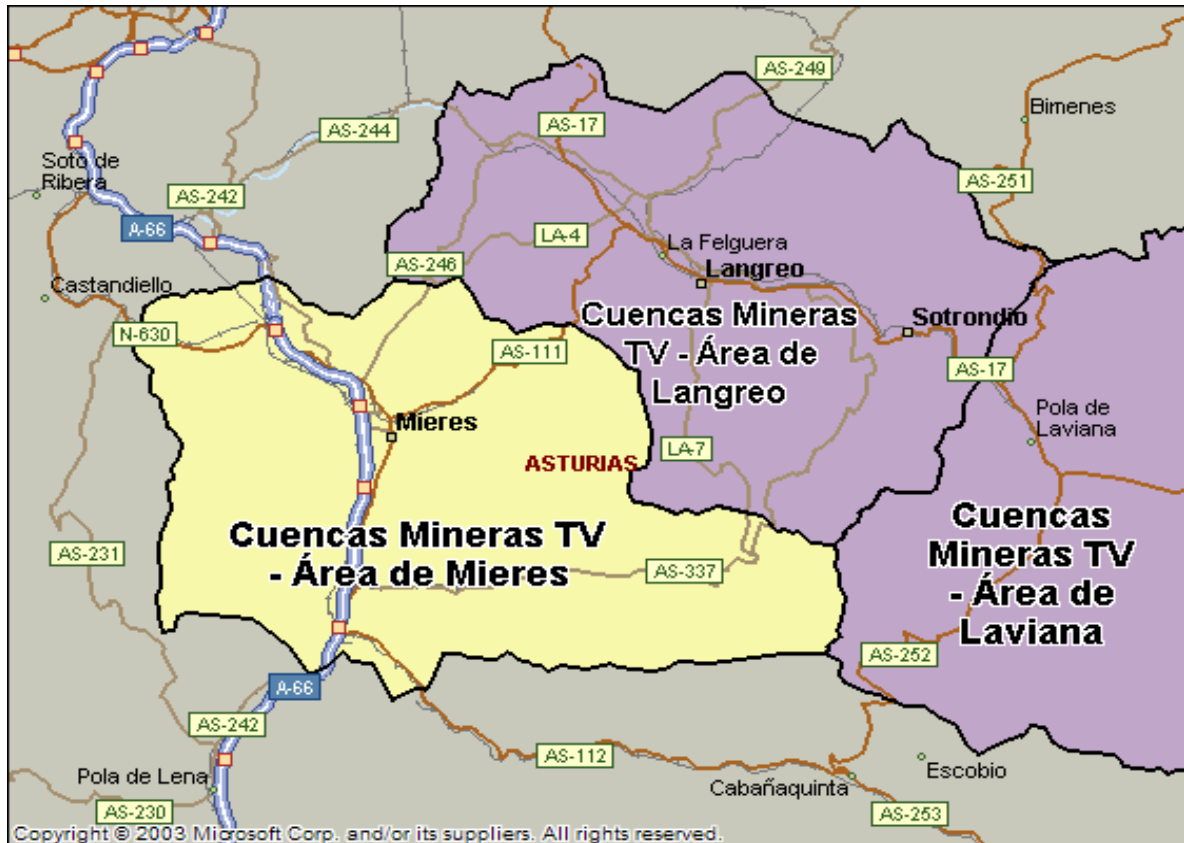 AS-249
Bimenes
AS-17
AS-244
Soto de
Ribera
AS-242
AS-251
A-66
LA-4
La Felguera
AS-246
Langreo
Castandiello
Cuencas Mineras
TV - Área de
Langreo
Sotrondio
N-630
AS-111
AS-17
Mieres
Pola de
Laviana
LA-7
ASTURIAS
Cuencas Mineras TV
- Área de Mieres
Cuencas
Mineras TV
- Área de
Laviana
AS-231
AS-337
AS-252
A-66
AS-242
AS-112
Pola de Lena
Cabañaquinta
Escobio
AS-230
AS-253
Copyright © 2003 Microsoft Corp. and/or its suppliers. All rights reserved.